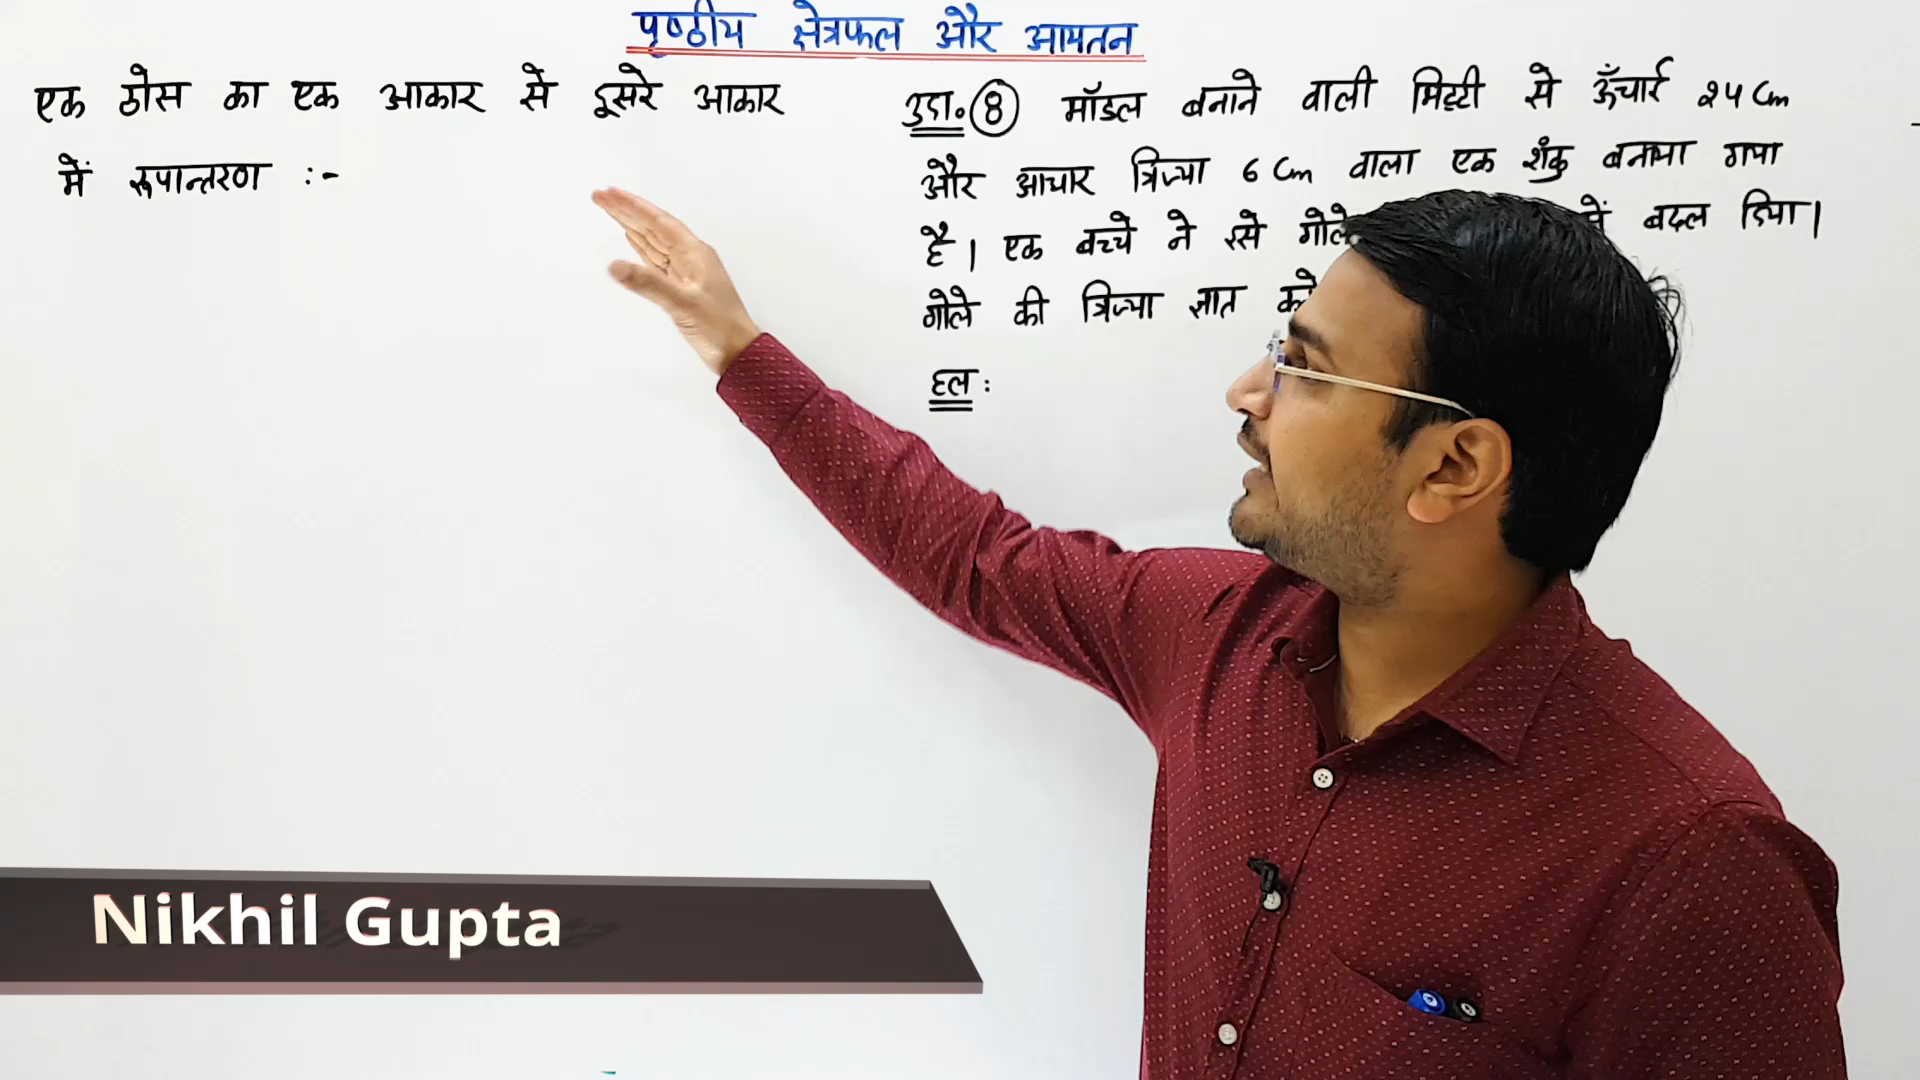 पृष्ठीय क्षेत्रफल और आयतन
एक ठोस का एक आकार से दूसरे आकार
में रूपान्तरण :-
उदा. 8 मॉडल बनाने वाली मिट्टी से ऊँचाई 24 Cm
और आधार त्रिज्या 6 Cm वाला एक शंकु बनाया गया
है। एक बच्चे ने इसे गोले में बदल दिया।
गोले की त्रिज्या ज्ञात करो
हल :
Nikhil Gupta